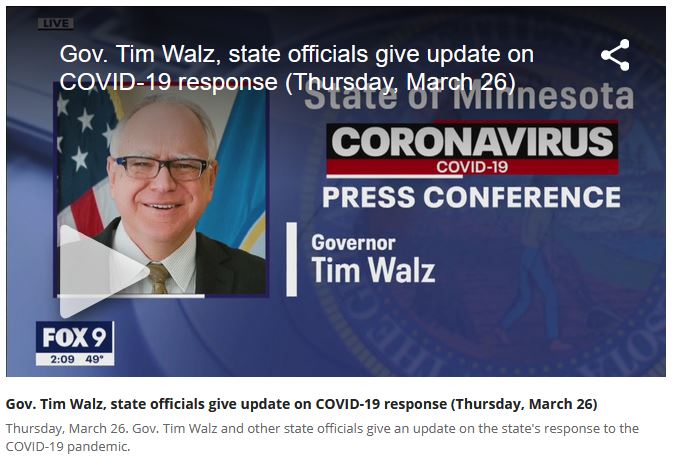 LIVE
Gov. Tim Walz, state officials give update on
COVID-19 response (Thursday, March 26)
State of Minnesota
CORONAVIRUS
COVID-19
PRESS CONFERENCE
Governor
Tim Walz
FOX 9
2:09 49°
Gov. Tim Walz, state officials give update on COVID-19 response (Thursday, March 26)
Thursday, March 26. Gov. Tim Walz and other state officials give an update on the state's response to the
COVID-19 pandemic.